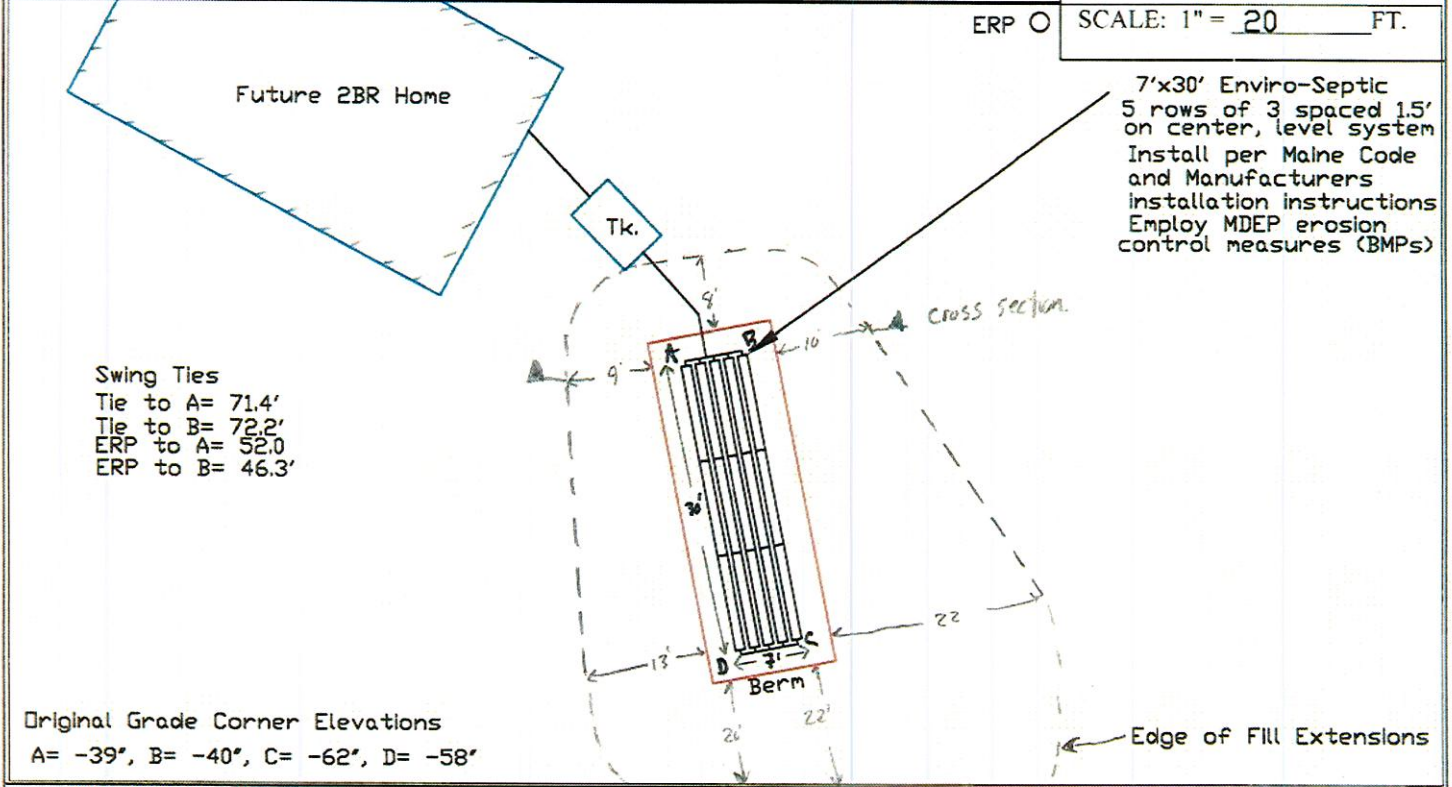 ERP
SCALE: 1" = 20 FT.
Future 2BR Home
7'x30' Enviro-Septic
5 rows of 3 spaced 1.5'
on center, level system
Install per Maine Code
and Manufacturers
installation instructions
Employ MDEP erosion
control measures (BMPs)
Tk.
8'
cross section.
10'
A
B
9'
Swing Ties
Tie to A= 71.4'
Tie to B= 72.2'
ERP to A= 52.0
ERP to B= 46.3'
30'
22
13'
D
7'
C
Berm
22'
Original Grade Corner Elevations
A= -39", B= -40", C= -62", D= -58"
Edge of Fill Extensions